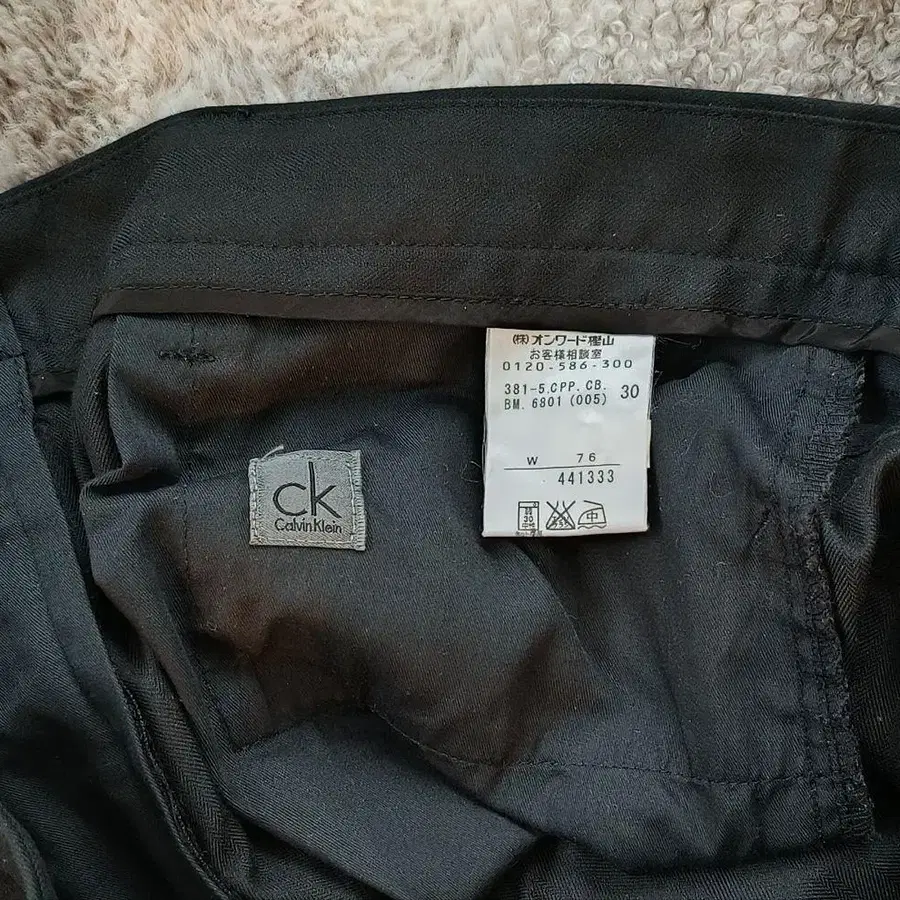 (株)オンワード樫山
お客様相談室
0120-586-300
381-5.CPP.CB. 30
BM.6801 (005)
W 76
441333
中
ck
Calvin Klein